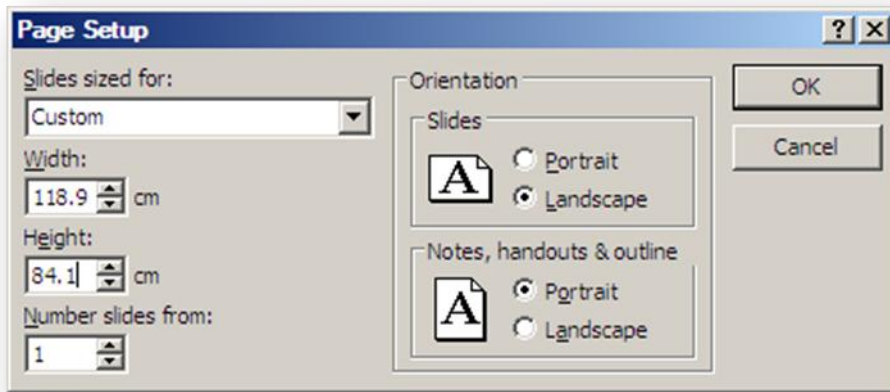 Page Setup
Slides sized for:
Custom
Width:
118.9 cm
Height:
84.1 cm
Number slides from:
1
Orientation
Slides
A
Portrait
Landscape
Notes, handouts & outline
A
Portrait
Landscape
OK
Cancel